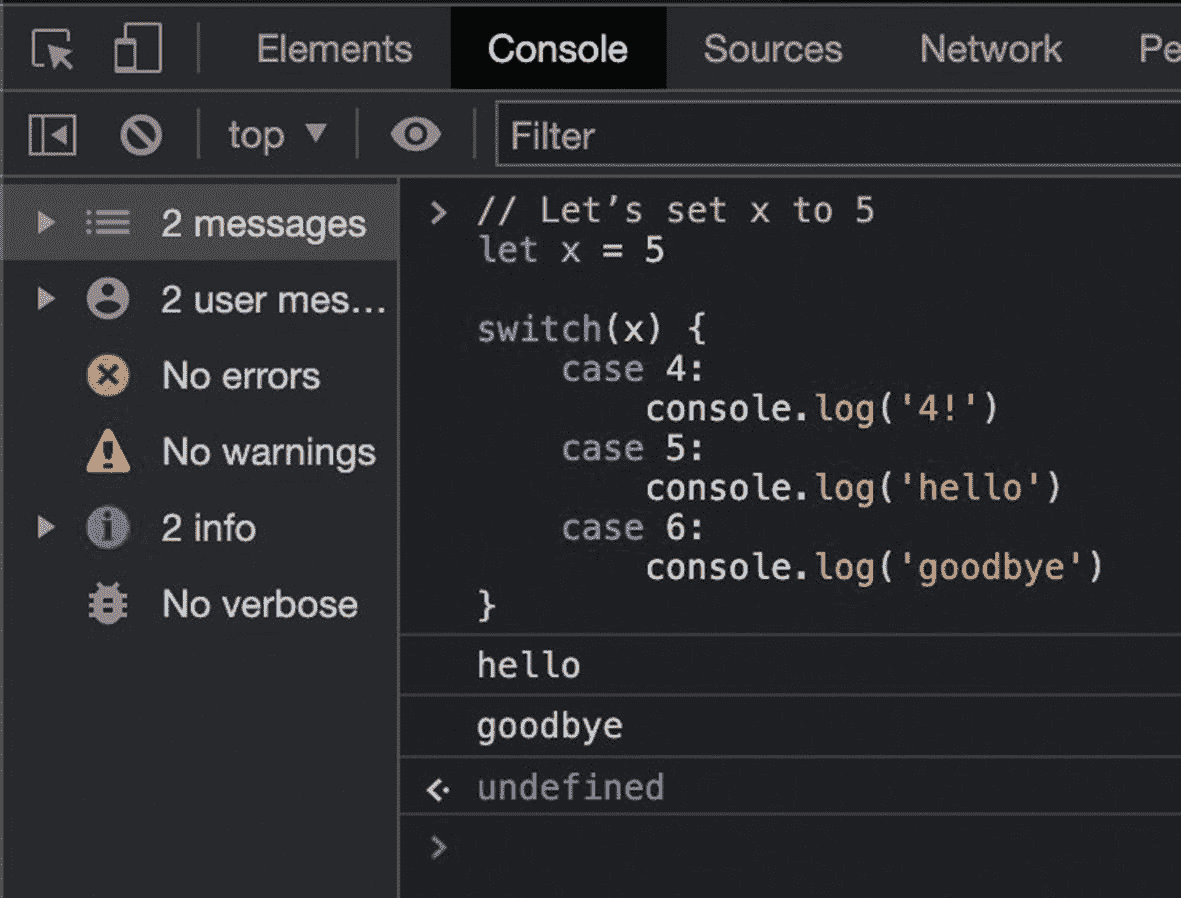 Elements Console Sources Network Pe
top Filter
2 messages
2 user mes...
No errors
No warnings
2 info
No verbose
// Let’s set x to 5
let x = 5
switch(x) {
    case 4:
        console.log('4!')
    case 5:
        console.log('hello')
    case 6:
        console.log('goodbye')
}
hello
goodbye
undefined